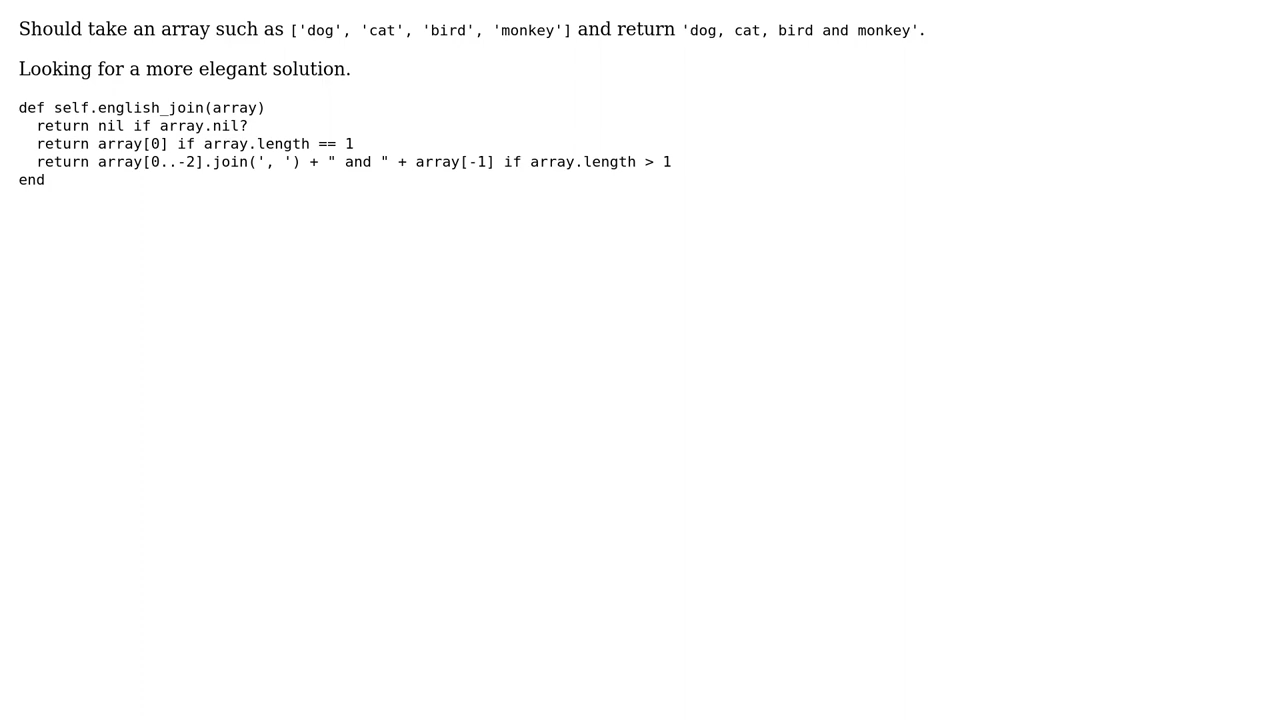 Should take an array such as ['dog', 'cat', 'bird', 'monkey'] and return 'dog, cat, bird and monkey'.
Looking for a more elegant solution.
def self.english_join(array)
  return nil if array.nil?
  return array[0] if array.length == 1
  return array[0..-2].join(', ') + " and " + array[-1] if array.length > 1
end